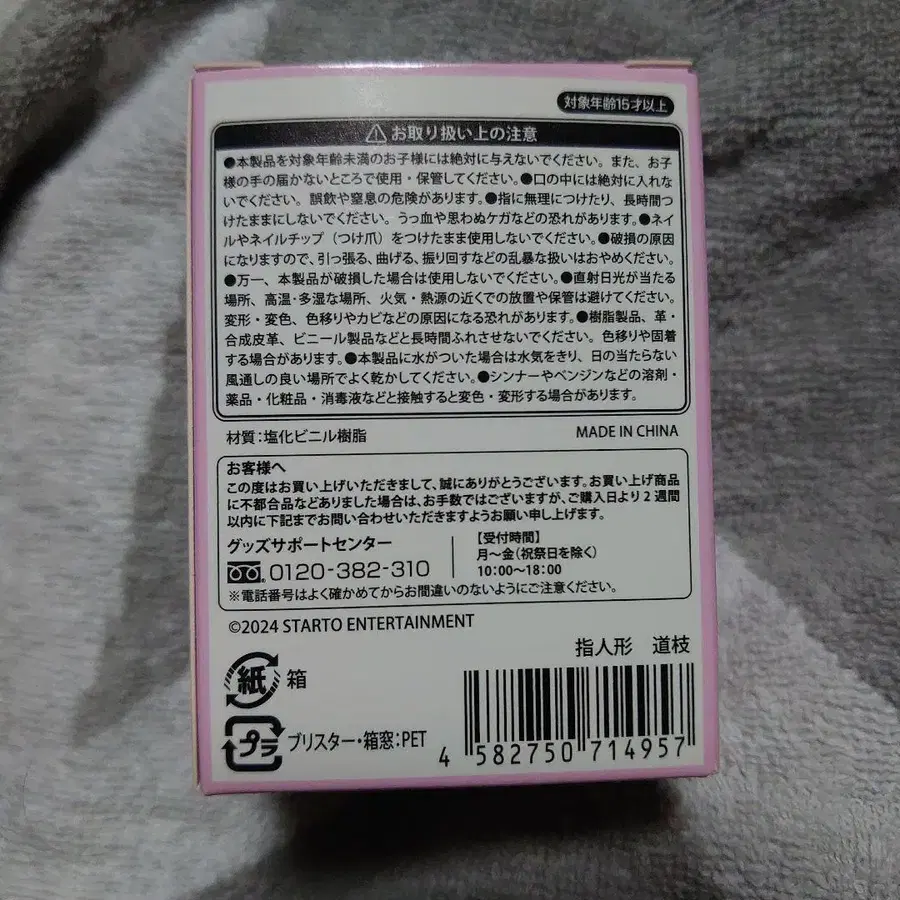 対象年齢15才以上
⚠お取り扱い上の注意
●本製品を対象年齢未満のお子様には絶対に与えないでください。また、お子
様の手の届かないところで使用・保管してください。●口の中には絶対に入れな
いでください。誤飲や窒息の危険があります。●指に無理につけたり、長時間つ
けたままにしないでください。うっ血や思わぬケガなどの恐れがあります。●ネイ
ルやネイルチップ（つけ爪）をつけたまま使用しないでください。●破損の原因
になりますので、引っ張る、曲げる、振り回すなどの乱暴な扱いはおやめください。
●万一、本製品が破損した場合は使用しないでください。●直射日光が当たる
場所、高温・多湿な場所、火気・熱源の近くでの放置や保管は避けてください。
変形・変色、色移りやカビなどの原因になる恐れがあります。●樹脂製品、革・
合成皮革、ビニール製品などと長時間ふれさせないでください。色移りや固着
する場合があります。●本製品に水がついた場合は水気をきり、日の当たらない
風通しの良い場所でよく乾かしてください。●シンナーやベンジンなどの溶剤・
薬品・化粧品・消毒液などと接触すると変色・変形する場合があります。
材質：塩化ビニル樹脂
MADE IN CHINA
お客様へ
この度はお買い上げいただきまして、誠にありがとうございます。お買い上げ商品
に不都合品などありました場合は、お手数ではございますが、ご購入日より2週間
以内に下記までお問い合わせいただきますようお願い申し上げます。
グッズサポートセンター
0120-382-310
【受付時間】
月～金（祝祭日を除く）
10：00～18：00
※電話番号はよく確かめてからお間違いのないようにご注意ください。
©2024 STARTO ENTERTAINMENT
指人形　道枝
紙 箱
プラ ブリスター・箱窓：PET
4 582750 714957